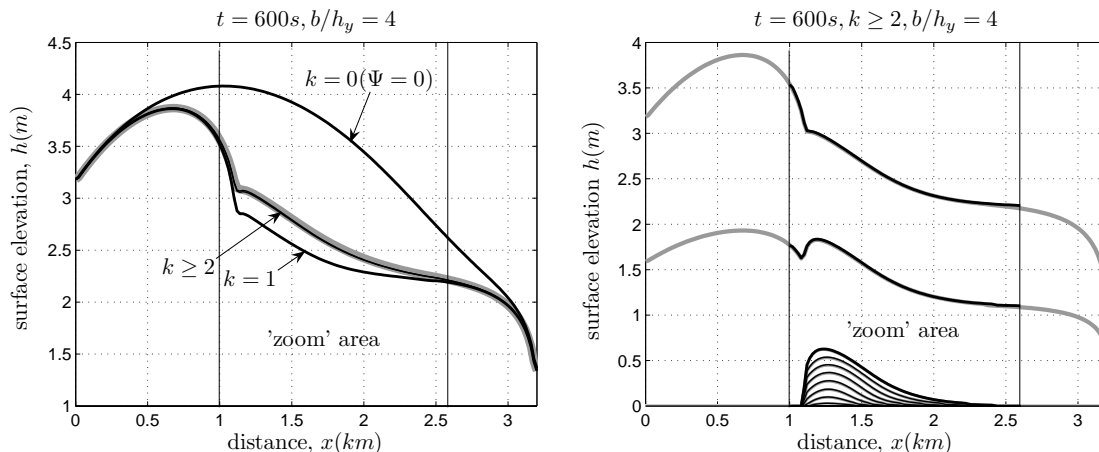 t = 600s, b/h_y = 4
surface elevation, h(m)
4.5
4
3.5
3
2.5
2
1.5
1
k = 0(Ψ = 0)
k ≥ 2
k = 1
'zoom' area
0 0.5 1 1.5 2 2.5 3
distance, x(km)
t = 600s, k ≥ 2, b/h_y = 4
surface elevation h(m)
4
3.5
3
2.5
2
1.5
1
0.5
0
'zoom' area
0 0.5 1 1.5 2 2.5 3
distance, x(km)